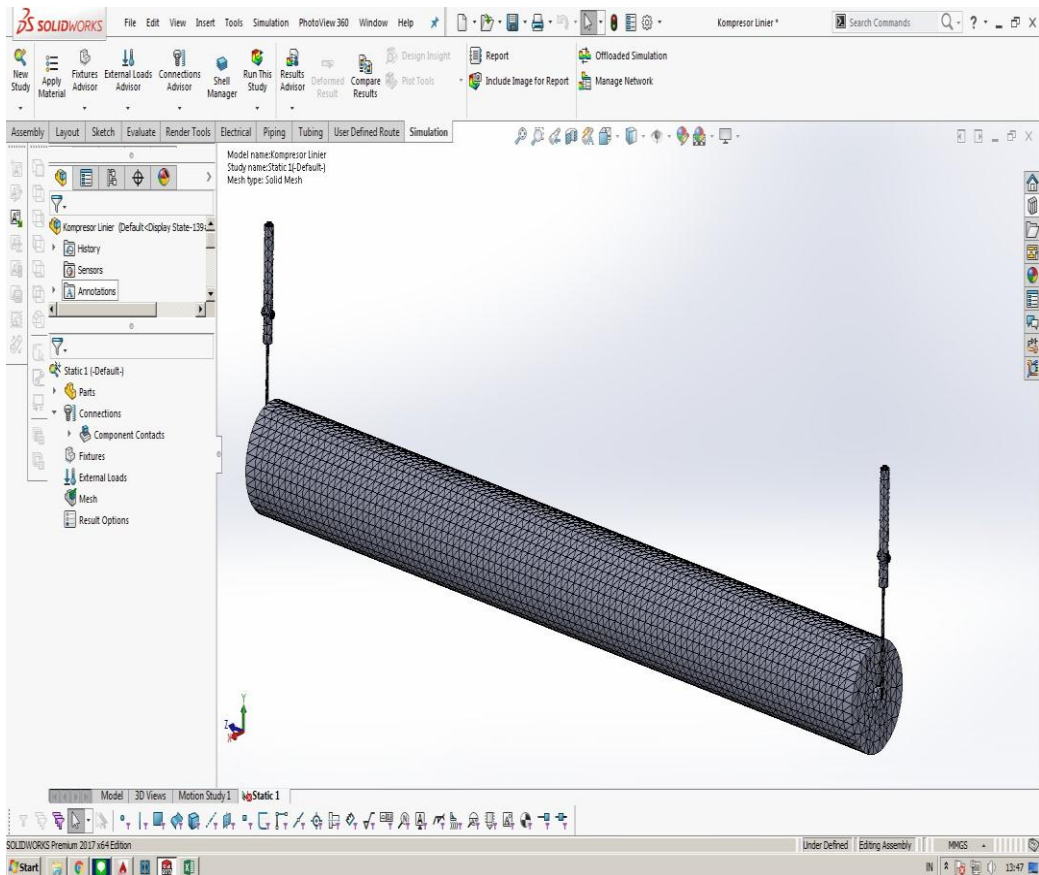 SOLIDWORKS File Edit View Insert Tools Simulation PhotoView 360 Window Help Kompresor Linier * Search Commands
New Study
Apply Material
Fixtures Advisor
External Loads Advisor
Connections Advisor
Shell Manager
Run This Study
Results Advisor
Deformed Result
Compare Results
Design Insight
Plot Tools
Report
Include Image for Report
Offloaded Simulation
Manage Network
Assembly Layout Sketch Evaluate Render Tools Electrical Piping Tubing User Defined Route Simulation
Model name:Kompresor Linier
Study name:Static 1(-Default-)
Mesh type: Solid Mesh
Kompresor Linier (Default<Display State-139
History
Sensors
Annotations
Static 1 (-Default-)
Parts
Connections
Component Contacts
Fixtures
External Loads
Mesh
Result Options
Y
Z
X
Model 3D Views Motion Study 1 Static 1
SOLIDWORKS Premium 2017 x64 Edition Under Defined Editing Assembly MMGS
Start IN 13:47